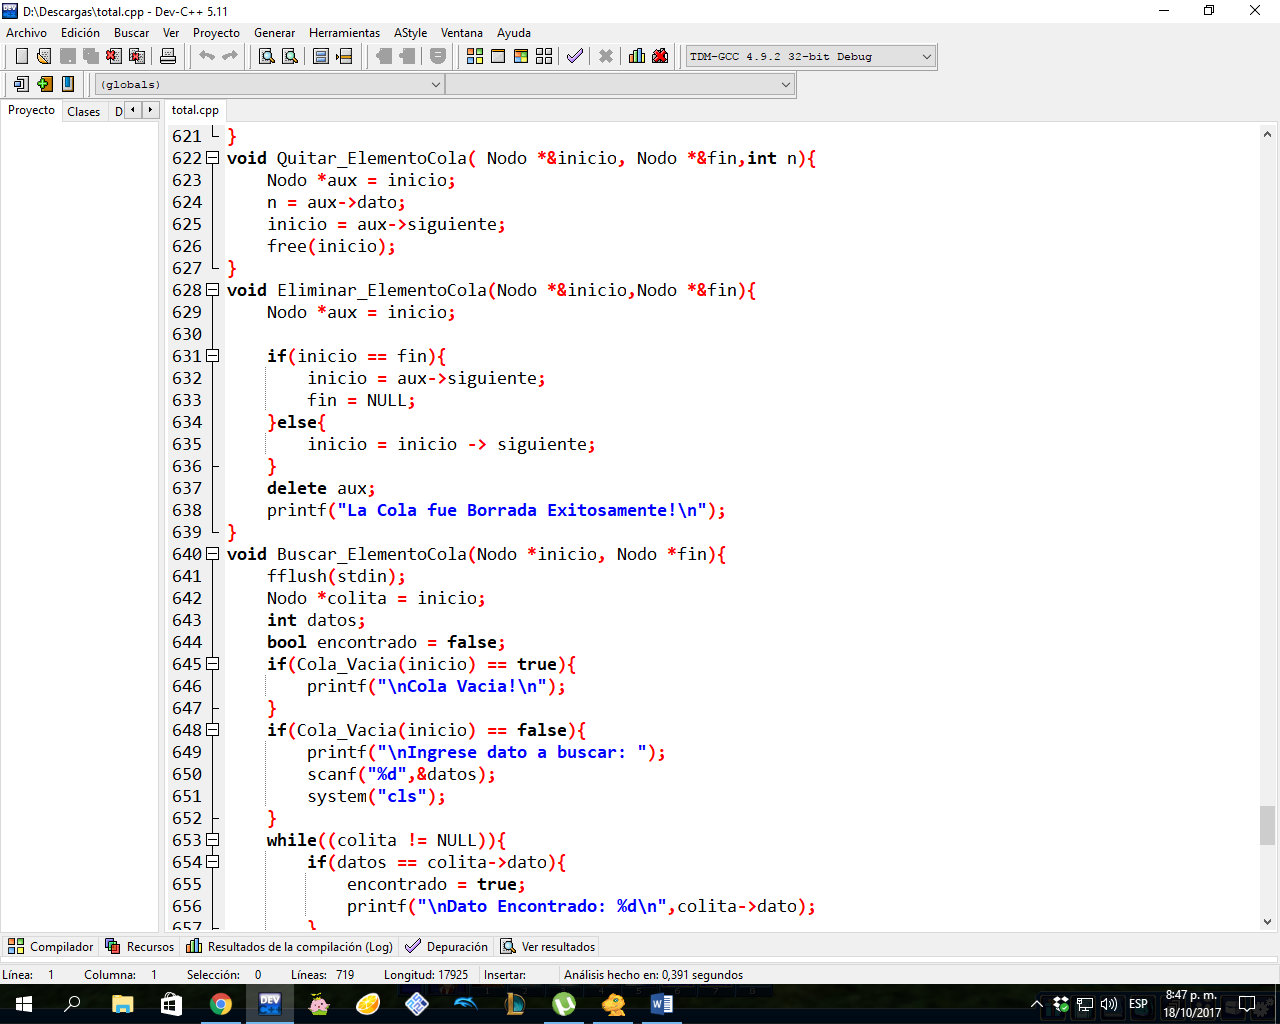 D:\Descargas\total.cpp - Dev-C++ 5.11
Archivo Edición Buscar Ver Proyecto Generar Herramientas AStyle Ventana Ayuda
TDM-GCC 4.9.2 32-bit Debug
(globals)
Proyecto Clases D
total.cpp
621 }
622 void Quitar_ElementoCola( Nodo *&inicio, Nodo *&fin,int n){
623 Nodo *aux = inicio;
624 n = aux->dato;
625 inicio = aux->siguiente;
626 free(inicio);
627 }
628 void Eliminar_ElementoCola(Nodo *&inicio,Nodo *&fin){
629 Nodo *aux = inicio;
630
631 if(inicio == fin){
632 inicio = aux->siguiente;
633 fin = NULL;
634 }else{
635 inicio = inicio -> siguiente;
636 }
637 delete aux;
638 printf("La Cola fue Borrada Exitosamente!\n");
639 }
640 void Buscar_ElementoCola(Nodo *inicio, Nodo *fin){
641 fflush(stdin);
642 Nodo *colita = inicio;
643 int datos;
644 bool encontrado = false;
645 if(Cola_Vacia(inicio) == true){
646 printf("\nCola Vacia!\n");
647 }
648 if(Cola_Vacia(inicio) == false){
649 printf("\nIngrese dato a buscar: ");
650 scanf("%d",&datos);
651 system("cls");
652 }
653 while((colita != NULL)){
654 if(datos == colita->dato){
655 encontrado = true;
656 printf("\nDato Encontrado: %d\n",colita->dato);
657 }
Compilador Recursos Resultados de la compilación (Log) Depuración Ver resultados
Línea: 1 Columna: 1 Selección: 0 Líneas: 719 Longitud: 17925 Insertar: Análisis hecho en: 0,391 segundos
DEV
ESP
8:47 p. m.
18/10/2017